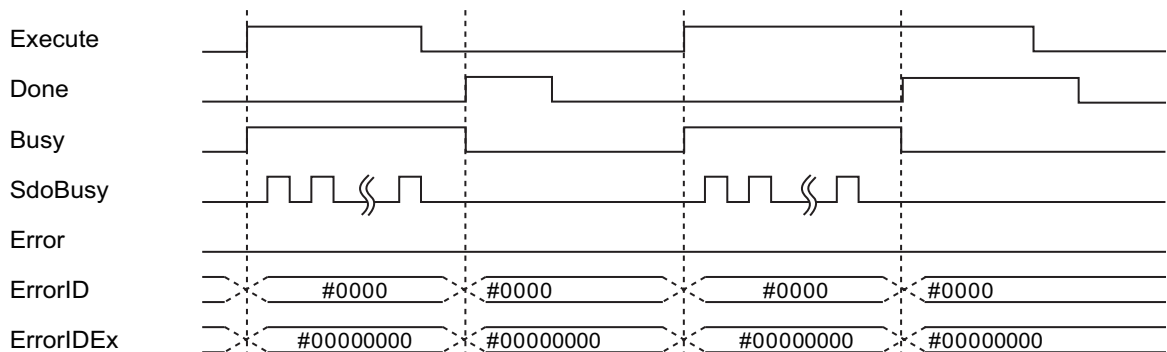 Execute
Done
Busy
SdoBusy
Error
ErrorID #0000 #0000 #0000 #0000
ErrorIDEx #00000000 #00000000 #00000000 #00000000